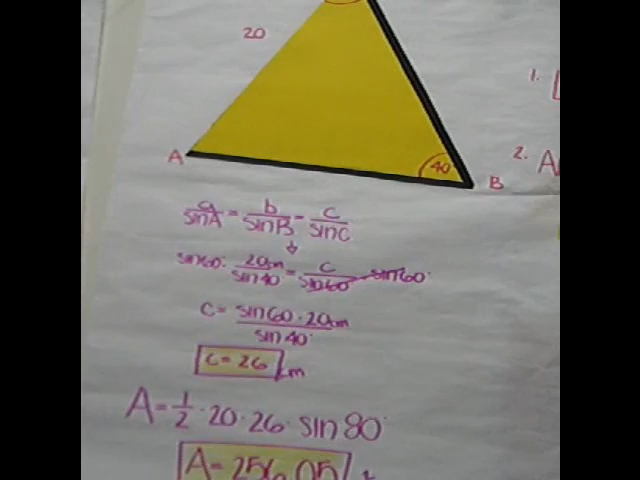 20
1.
2. A
A
40°
B
a/sinA = b/sinB = c/sinC
↓
sin60· 20cm/sin40° = c/sin60° · sin60°
c = sin60·20cm/sin40°
c = 26 cm
A = 1/2 · 20 · 26 · sin 80°
A = 256,05